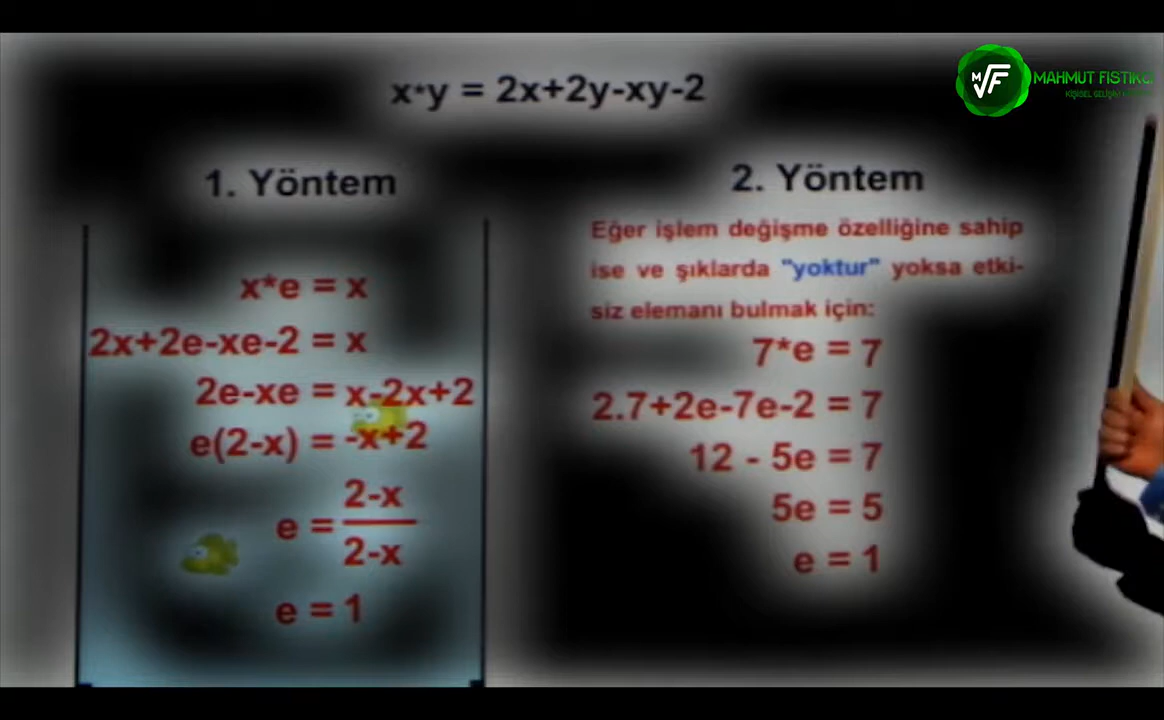 x*y = 2x+2y-xy-2
MAHMUT FISTIKÇI
1. Yöntem
x*e = x
2x+2e-xe-2 = x
2e-xe = x-2x+2
e(2-x) = -x+2
e = 2-x
2-x
e = 1
2. Yöntem
Eğer işlem değişme özelliğine sahip
ise ve şıklarda "yoktur" yoksa etki-
siz elemanı bulmak için:
7*e = 7
2.7+2e-7e-2 = 7
12 - 5e = 7
5e = 5
e = 1